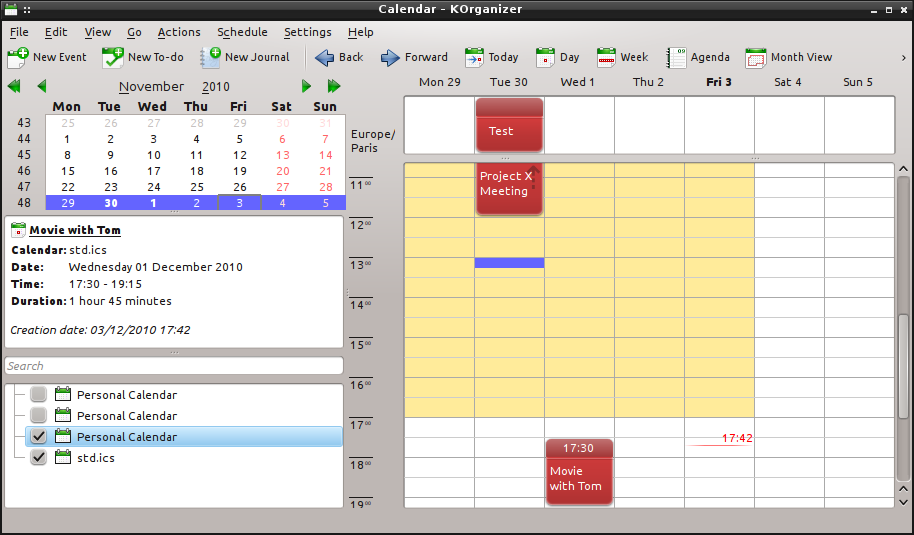 Calendar - KOrganizer
File Edit View Go Actions Schedule Settings Help
New Event New To-do New Journal Back Forward Today Day Week Agenda Month View
November 2010
Mon Tue Wed Thu Fri Sat Sun
43 25 26 27 28 29 30 31
44 1 2 3 4 5 6 7
45 8 9 10 11 12 13 14
46 15 16 17 18 19 20 21
47 22 23 24 25 26 27 28
48 29 30 1 2 3 4 5
Movie with Tom
Calendar: std.ics
Date: Wednesday 01 December 2010
Time: 17:30 - 19:15
Duration: 1 hour 45 minutes
Creation date: 03/12/2010 17:42
Search
Personal Calendar
Personal Calendar
Personal Calendar
std.ics
Mon 29 Tue 30 Wed 1 Thu 2 Fri 3 Sat 4 Sun 5
Europe/
Paris
Test
11 00
12 00
13 00
14 00
15 00
16 00
17 00
18 00
19 00
Project X
Meeting
17:42
17:30
Movie
with Tom